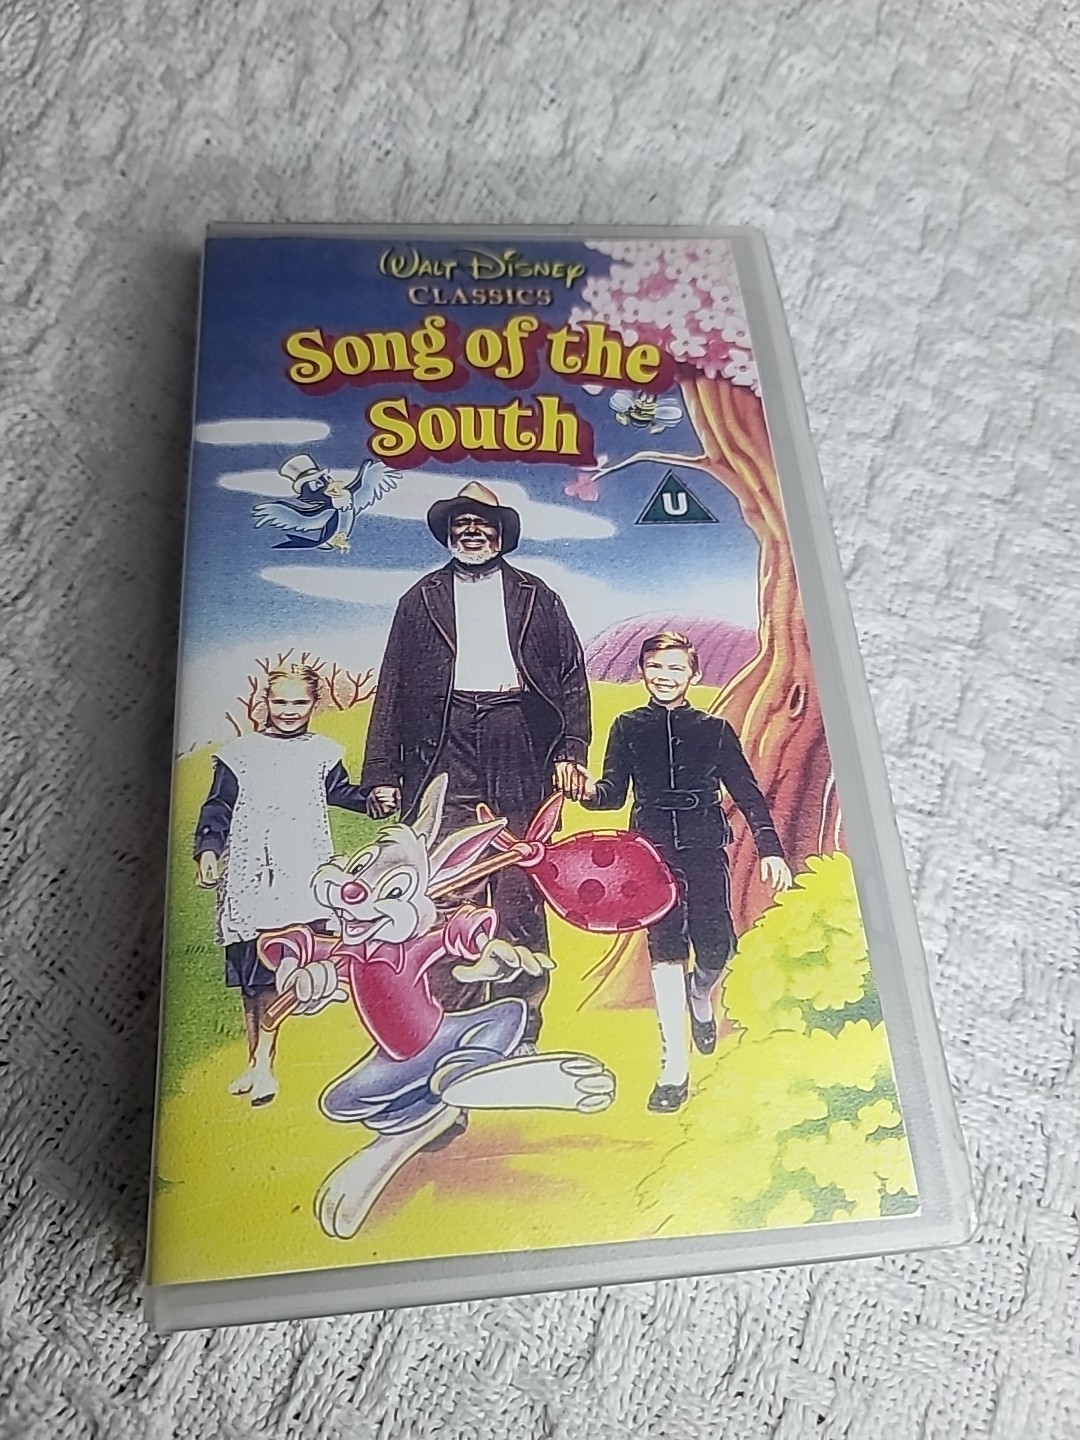 Walt Disney
CLASSICS
Song of the
South
U